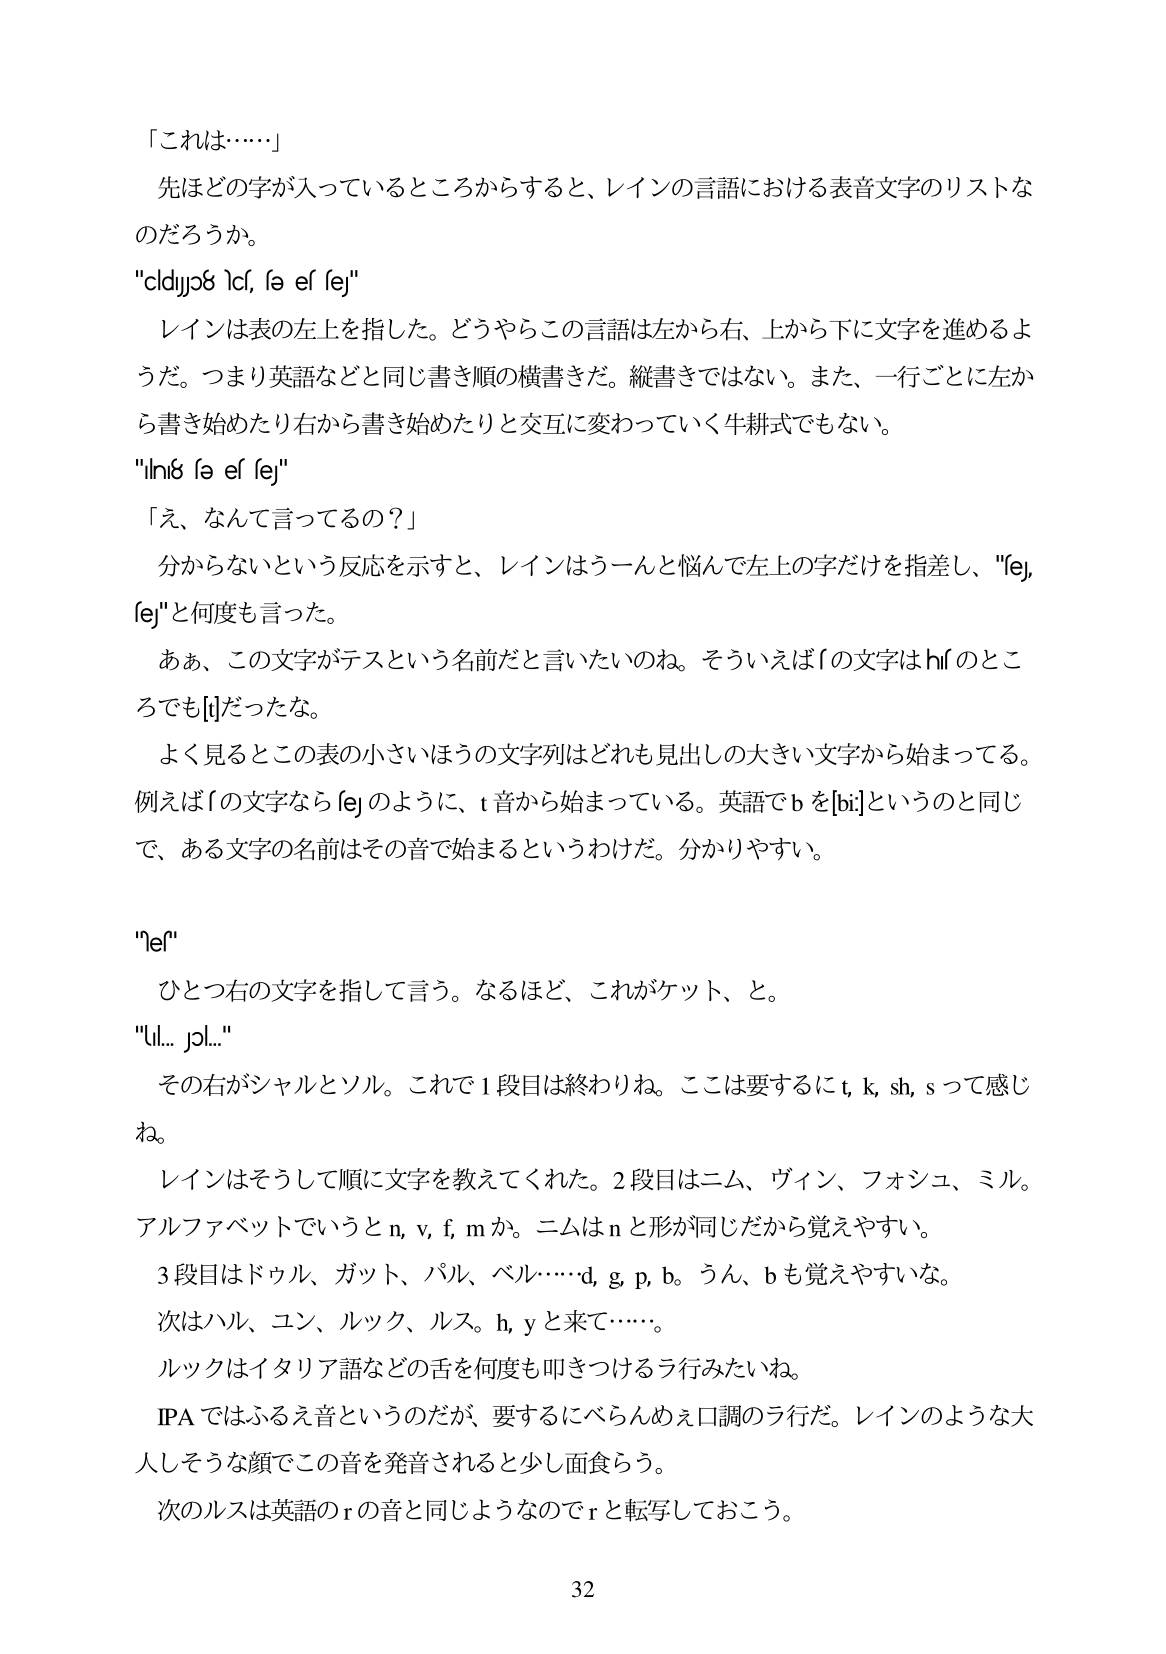 「これは……」
先ほどの字が入っているところからすると、レインの言語における表音文字のリストな
のだろうか。
レインは表の左上を指した。どうやらこの言語は左から右、上から下に文字を進めるよ
うだ。つまり英語などと同じ書き順の横書きだ。縦書きではない。また、一行ごとに左か
ら書き始めたり右から書き始めたりと交互に変わっていく牛耕式でもない。
「え、なんて言ってるの？」
分からないという反応を示すと、レインはうーんと悩んで左上の字だけを指差し、"ſeȷ,
ſeȷ"と何度も言った。
あぁ、この文字がテスという名前だと言いたいのね。そういえばſの文字はhıſのとこ
ろでも[t]だったな。
よく見るとこの表の小さいほうの文字列はどれも見出しの大きい文字から始まってる。
例えばſの文字ならſeȷのように、t音から始まっている。英語でbを[bi:]というのと同じ
で、ある文字の名前はその音で始まるというわけだ。分かりやすい。
ひとつ右の文字を指して言う。なるほど、これがケット、と。
その右がシャルとソル。これで1段目は終わりね。ここは要するにt, k, sh, sって感じ
ね。
レインはそうして順に文字を教えてくれた。2段目はニム、ヴィン、フォシュ、ミル。
アルファベットでいうとn, v, f, mか。ニムはnと形が同じだから覚えやすい。
3段目はドゥル、ガット、パル、ベル……d, g, p, b。うん、bも覚えやすいな。
次はハル、ユン、ルック、ルス。h, yと来て……。
ルックはイタリア語などの舌を何度も叩きつけるラ行みたいね。
IPAではふるえ音というのだが、要するにべらんめぇ口調のラ行だ。レインのような大
人しそうな顔でこの音を発音されると少し面食らう。
次のルスは英語のrの音と同じようなのでrと転写しておこう。
32